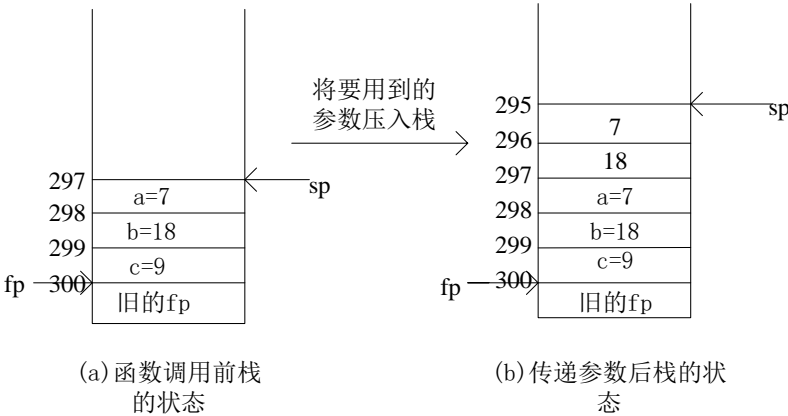 将要用到的
参数压入栈
297
a=7
sp
298
b=18
299
c=9
fp
300
旧的fp
(a)函数调用前栈
的状态
295
sp
7
296
18
297
a=7
298
b=18
299
c=9
fp
300
旧的fp
(b)传递参数后栈的状
态